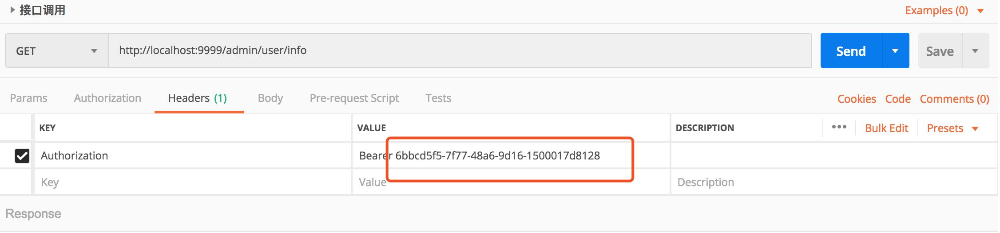 接口调用
Examples (0)
GET
http://localhost:9999/admin/user/info
Send
Save
Params
Authorization
Headers (1)
Body
Pre-request Script
Tests
Cookies
Code
Comments (0)
KEY
VALUE
DESCRIPTION
•••
Bulk Edit
Presets
Authorization
Bearer 6bbcd5f5-7f77-48a6-9d16-1500017d8128
Key
Value
Description
Response